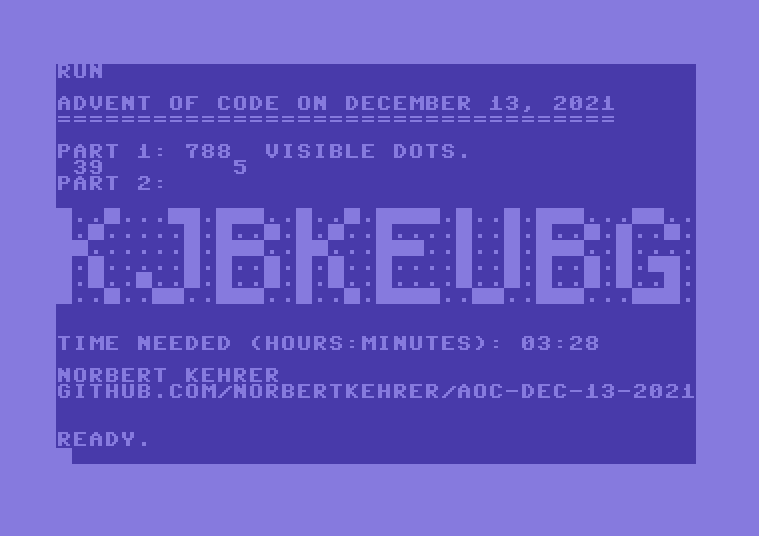 RUN
ADVENT OF CODE ON DECEMBER 13, 2021
===================================
PART 1: 788 VISIBLE DOTS.
39 5
PART 2:
KJBKEUBG
TIME NEEDED (HOURS:MINUTES): 03:28
NORBERT KEHRER
GITHUB.COM/NORBERTKEHRER/AOC-DEC-13-2021
READY.